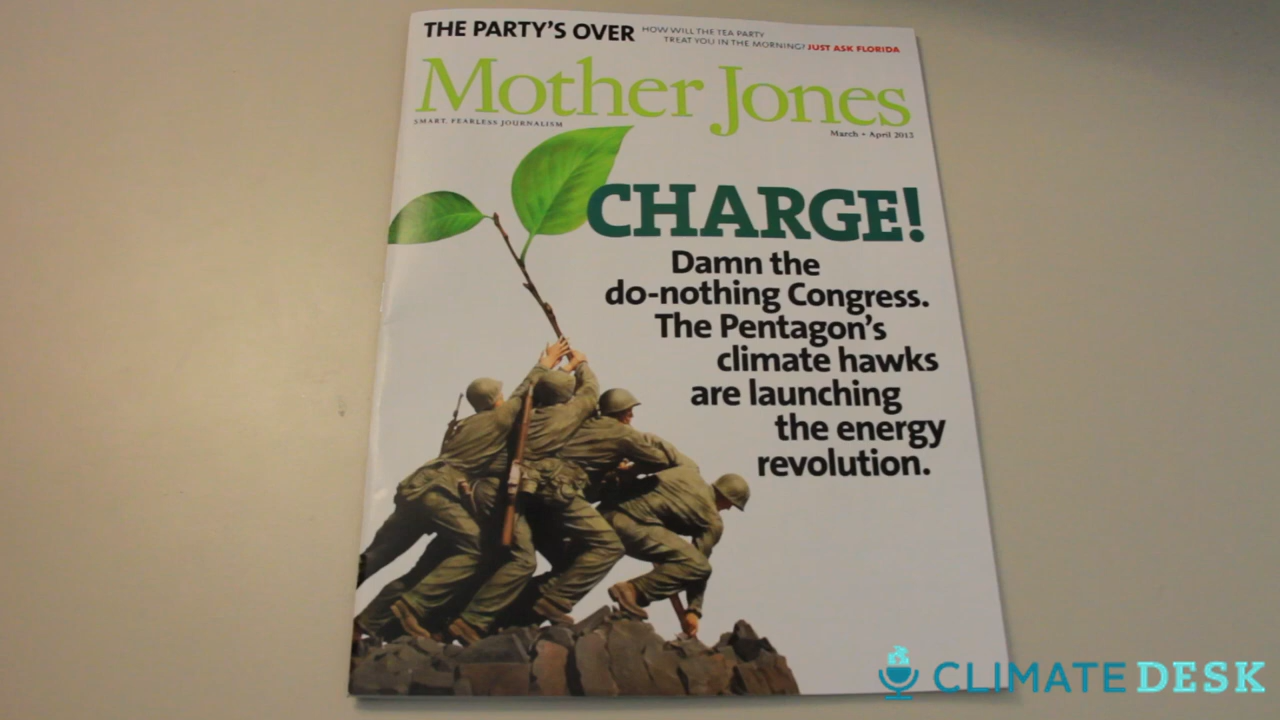 THE PARTY'S OVER HOW WILL THE TEA PARTY
TREAT YOU IN THE MORNING? JUST ASK FLORIDA
Mother Jones
SMART. FEARLESS JOURNALISM
March + April 2013
CHARGE!
Damn the
do-nothing Congress.
The Pentagon's
climate hawks
are launching
the energy
revolution.
CLIMATE DESK